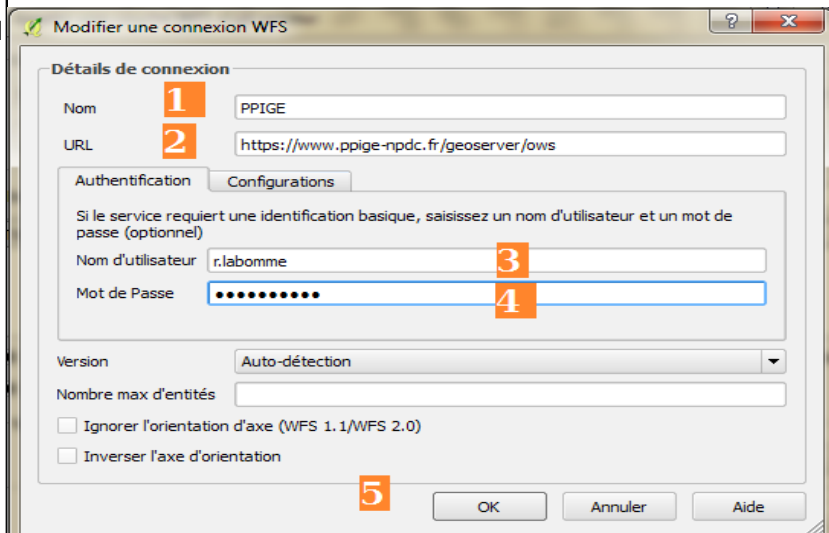 Modifier une connexion WFS
Détails de connexion
Nom 1 PPIGE
URL 2 https://www.ppige-npdc.fr/geoserver/ows
Authentification Configurations
Si le service requiert une identification basique, saisissez un nom d'utilisateur et un mot de
passe (optionnel)
Nom d'utilisateur r.labomme 3
Mot de Passe ●●●●●●●●●● 4
Version Auto-détection
Nombre max d'entités
Ignorer l'orientation d'axe (WFS 1.1/WFS 2.0)
Inverser l'axe d'orientation
5
OK Annuler Aide